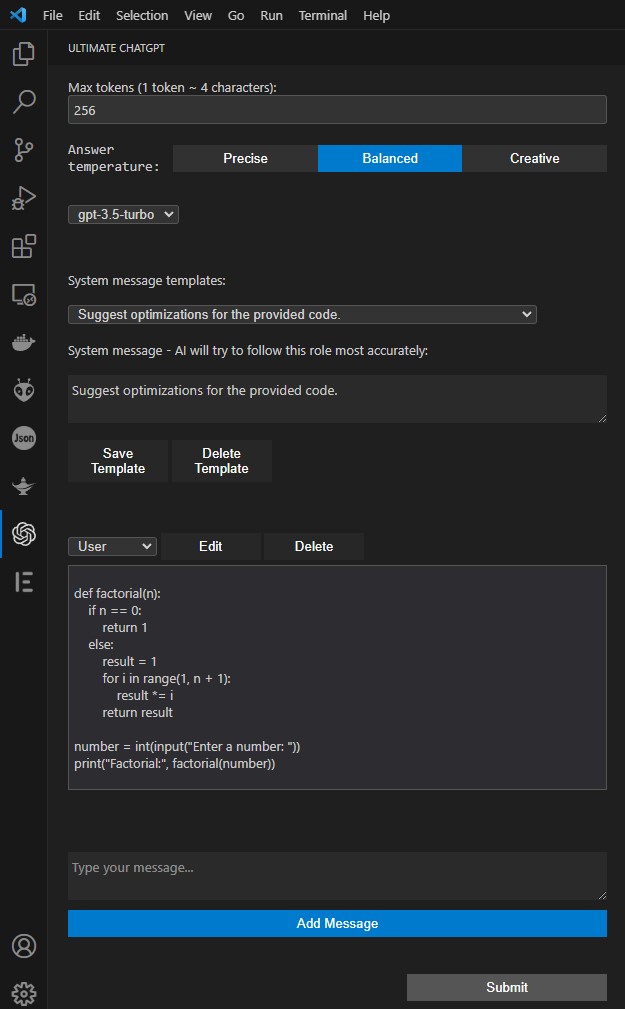 File Edit Selection View Go Run Terminal Help
ULTIMATE CHATGPT
Max tokens (1 token ~ 4 characters):
256
Answer
temperature:
Precise Balanced Creative
gpt-3.5-turbo
System message templates:
Suggest optimizations for the provided code.
System message - AI will try to follow this role most accurately:
Suggest optimizations for the provided code.
Save
Template
Delete
Template
Json
User Edit Delete
def factorial(n):
    if n == 0:
        return 1
    else:
        result = 1
        for i in range(1, n + 1):
            result *= i
        return result
number = int(input("Enter a number: "))
print("Factorial:", factorial(number))
Type your message...
Add Message
Submit